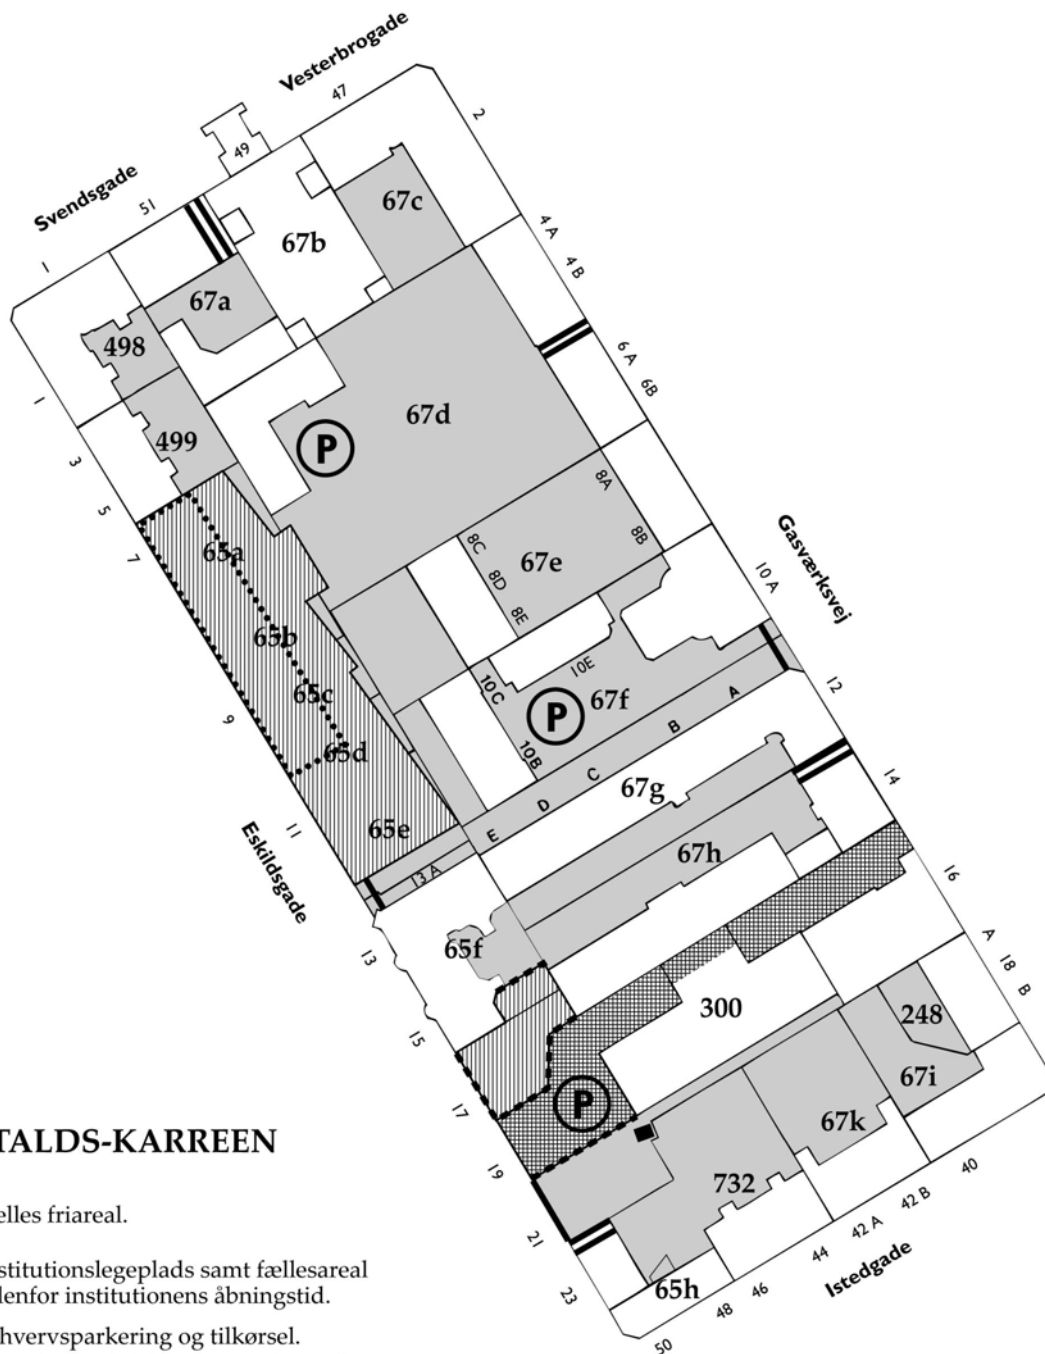 Vesterbrogade
47
2
49
Svendsgade
51
1
67c
67b
4 A
4 B
67a
498
6 A
6B
1
67d
499
P
3
8A
5
8B
7
8C
67e
8D
65a
8E
Gasværksvej
10 A
65b
10E
10 C
67f
65c
P
12
9
65d
10B
A
B
C
67g
D
14
E
65e
11
67h
Eskildsgade
13 A
16
65f
13
A
18
B
300
248
15
67i
P
17
67k
TALDS-KARREEN
19
732
40
42 B
elles friareal.
21
42 A
44
Istedgade
stitutionslegeplads samt fællesareal
lenfor institutionens åbningstid.
65h
46
48
23
hvervsparkering og tilkørsel.
50